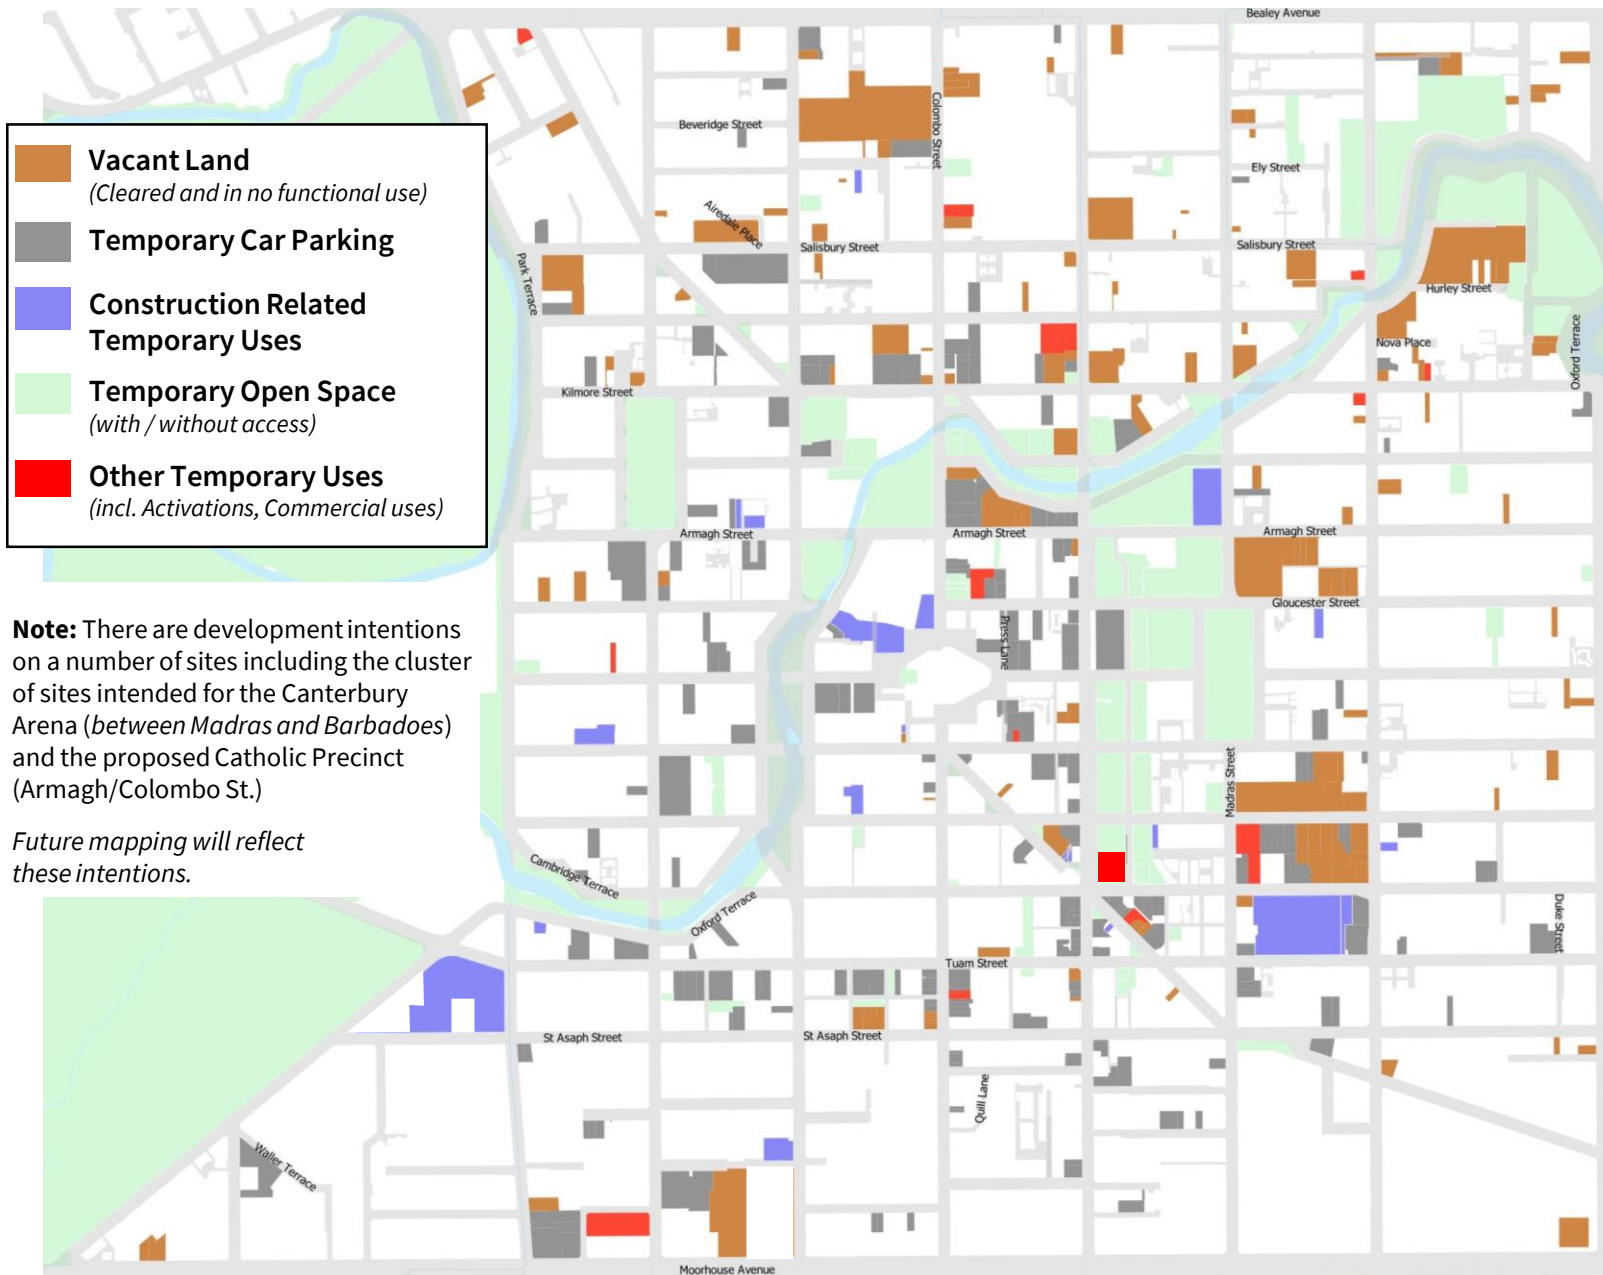 Bealey Avenue
Colombo Street
Beveridge Street
Vacant Land
(Cleared and in no functional use)
Ely Street
Airedale Place
Temporary Car Parking
Salisbury Street
Salisbury Street
Park Terrace
Hurley Street
Construction Related
Temporary Uses
Nova Place
Oxford Terrace
Temporary Open Space
(with / without access)
Kilmore Street
Other Temporary Uses
(incl. Activations, Commercial uses)
Armagh Street
Armagh Street
Armagh Street
Gloucester Street
Press Lane
Note: There are development intentions
on a number of sites including the cluster
of sites intended for the Canterbury
Arena (between Madras and Barbadoes)
and the proposed Catholic Precinct
(Armagh/Colombo St.)
Madras Street
Future mapping will reflect
these intentions.
Cambridge Terrace
Oxford Terrace
Duke Street
Tuam Street
St Asaph Street
St Asaph Street
Quill Lane
Waller Terrace
Moorhouse Avenue